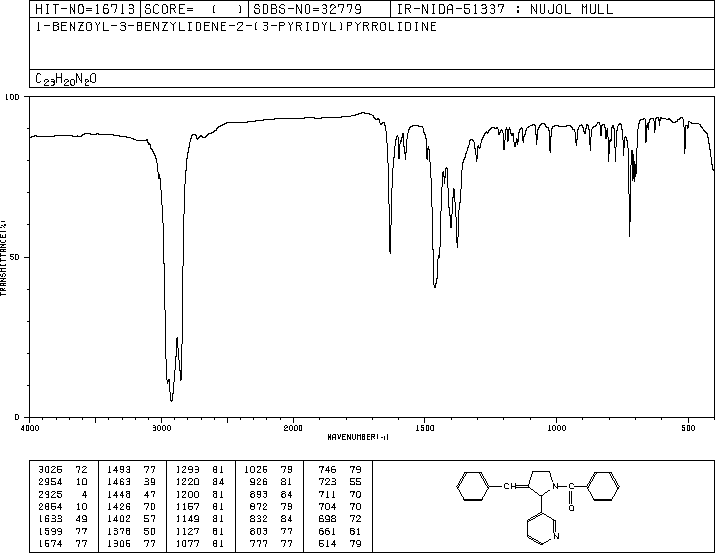 HIT-NO=16713 SCORE= ( ) SDBS-NO=32779 IR-NIDA-51337 : NUJOL MULL
1-BENZOYL-3-BENZYLIDENE-2-(3-PYRIDYL)PYRROLIDINE
C23H20N2O
100
50
0
TRANSMITTANCE(%)
4000 3000 2000 1500 1000 500
WAVENUMBER(-1)
3025 72 1493 77 1293 81 1026 79 746 79
2954 10 1463 39 1220 84 926 81 723 55
2925 4 1448 47 1200 81 893 84 711 70
2854 10 1426 70 1167 81 872 79 704 70
1633 49 1402 57 1149 81 832 84 698 72
1599 77 1378 50 1127 81 803 77 661 81
1574 77 1306 77 1077 81 777 77 514 79
CH N C
O
N